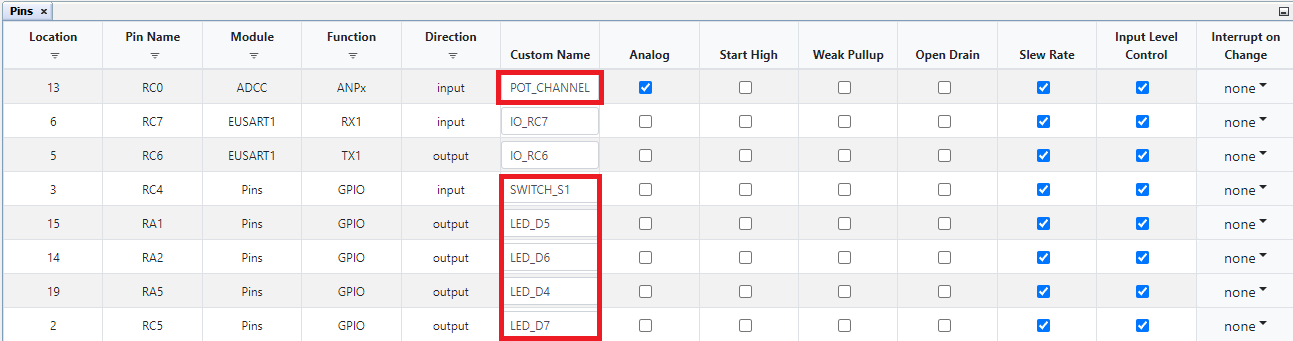 Pins ×
Location Pin Name Module Function Direction Custom Name Analog Start High Weak Pullup Open Drain Slew Rate Input Level Control Interrupt on Change
13 RC0 ADCC ANPx input POT_CHANNEL none
6 RC7 EUSART1 RX1 input IO_RC7 none
5 RC6 EUSART1 TX1 output IO_RC6 none
3 RC4 Pins GPIO input SWITCH_S1 none
15 RA1 Pins GPIO output LED_D5 none
14 RA2 Pins GPIO output LED_D6 none
19 RA5 Pins GPIO output LED_D4 none
2 RC5 Pins GPIO output LED_D7 none